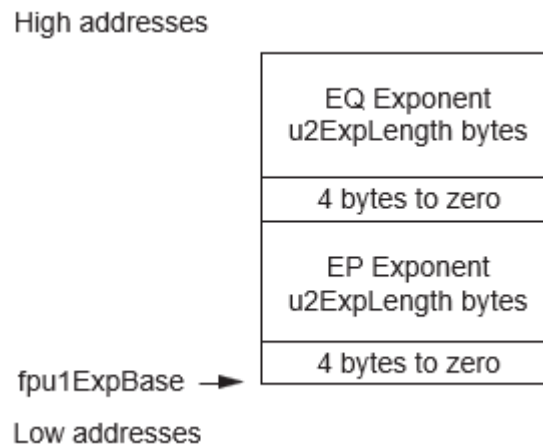 High addresses
EQ Exponent
u2ExpLength bytes
4 bytes to zero
EP Exponent
u2ExpLength bytes
4 bytes to zero
fpu1ExpBase
Low addresses